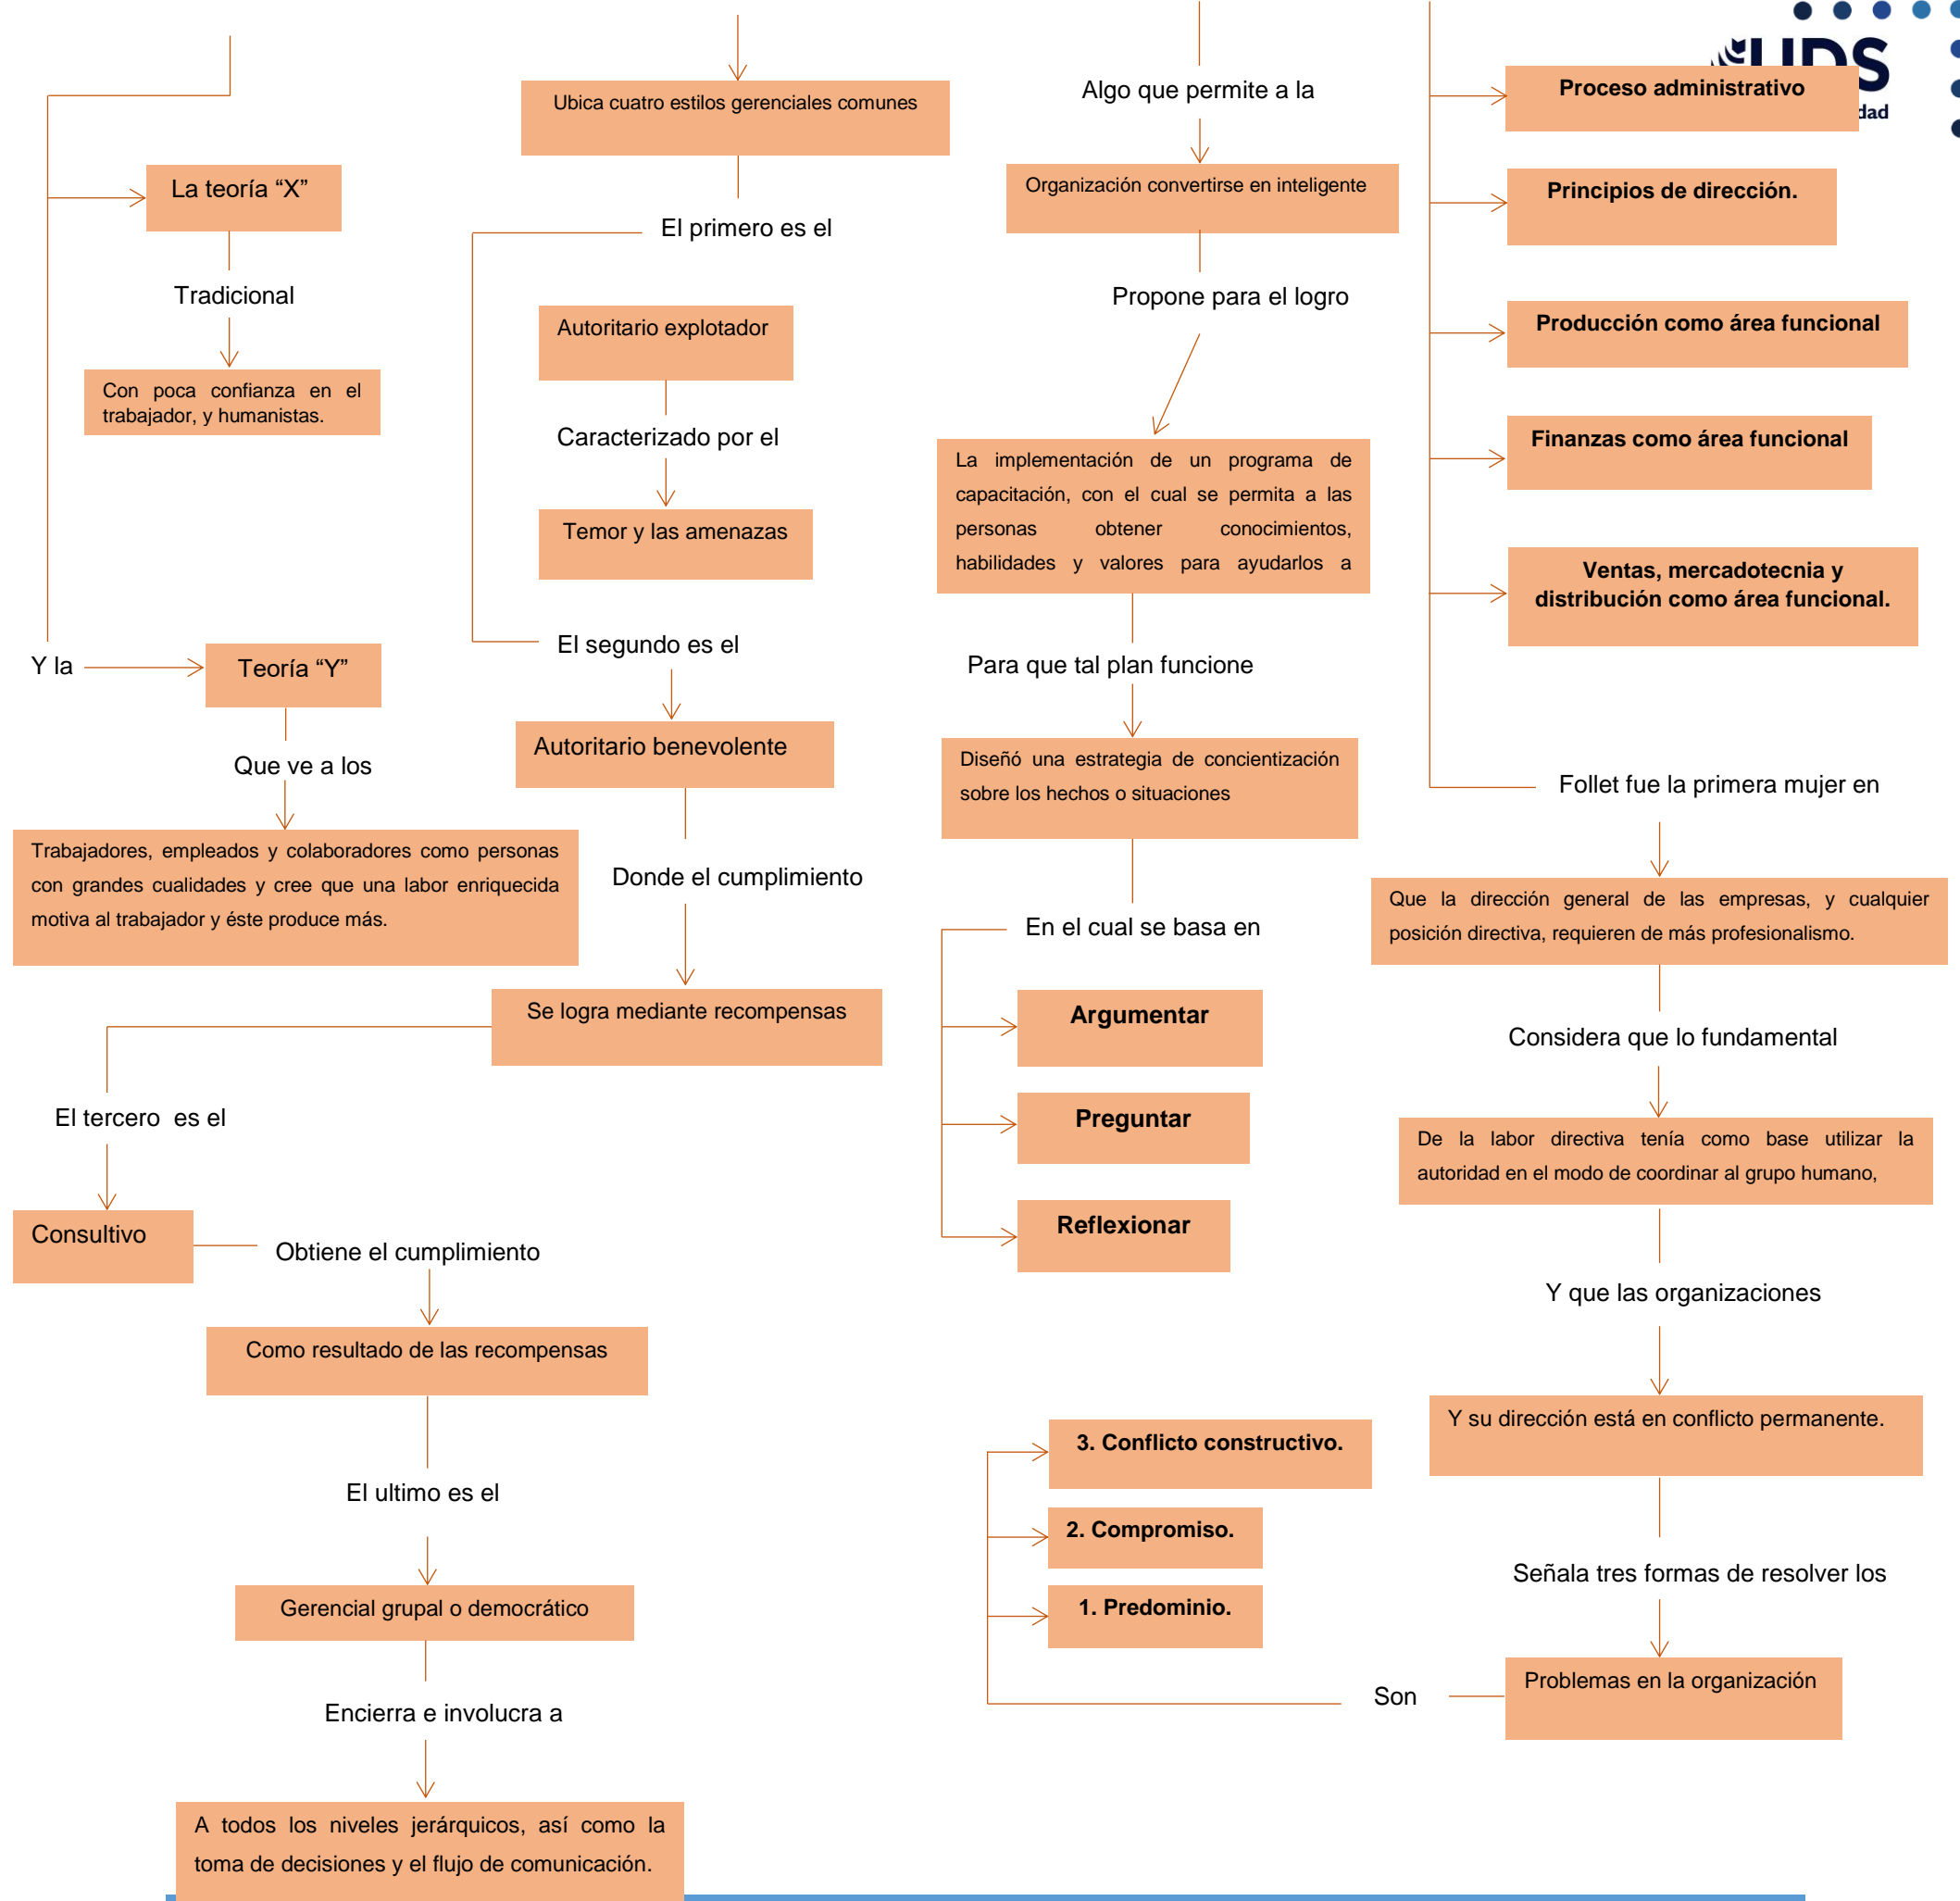 La teoría “X”
Tradicional
Con poca confianza en el
trabajador, y humanistas.
Y la
Teoría “Y”
Que ve a los
Trabajadores, empleados y colaboradores como personas
con grandes cualidades y cree que una labor enriquecida
motiva al trabajador y éste produce más.
Ubica cuatro estilos gerenciales comunes
El primero es el
Autoritario explotador
Caracterizado por el
Temor y las amenazas
El segundo es el
Autoritario benevolente
Donde el cumplimiento
Se logra mediante recompensas
El tercero  es el
Consultivo
Obtiene el cumplimiento
Como resultado de las recompensas
El ultimo es el
Gerencial grupal o democrático
Encierra e involucra a
A todos los niveles jerárquicos, así como la
toma de decisiones y el flujo de comunicación.
Algo que permite a la
Organización convertirse en inteligente
Propone para el logro
La implementación de un programa de
capacitación, con el cual se permita a las
personas obtener conocimientos,
habilidades y valores para ayudarlos a
Para que tal plan funcione
Diseñó una estrategia de concientización
sobre los hechos o situaciones
En el cual se basa en
Argumentar
Preguntar
Reflexionar
UDS
dad
Proceso administrativo
Principios de dirección.
Producción como área funcional
Finanzas como área funcional
Ventas, mercadotecnia y
distribución como área funcional.
Follet fue la primera mujer en
Que la dirección general de las empresas, y cualquier
posición directiva, requieren de más profesionalismo.
Considera que lo fundamental
De la labor directiva tenía como base utilizar la
autoridad en el modo de coordinar al grupo humano,
Y que las organizaciones
Y su dirección está en conflicto permanente.
Señala tres formas de resolver los
Problemas en la organización
Son
3. Conflicto constructivo.
2. Compromiso.
1. Predominio.